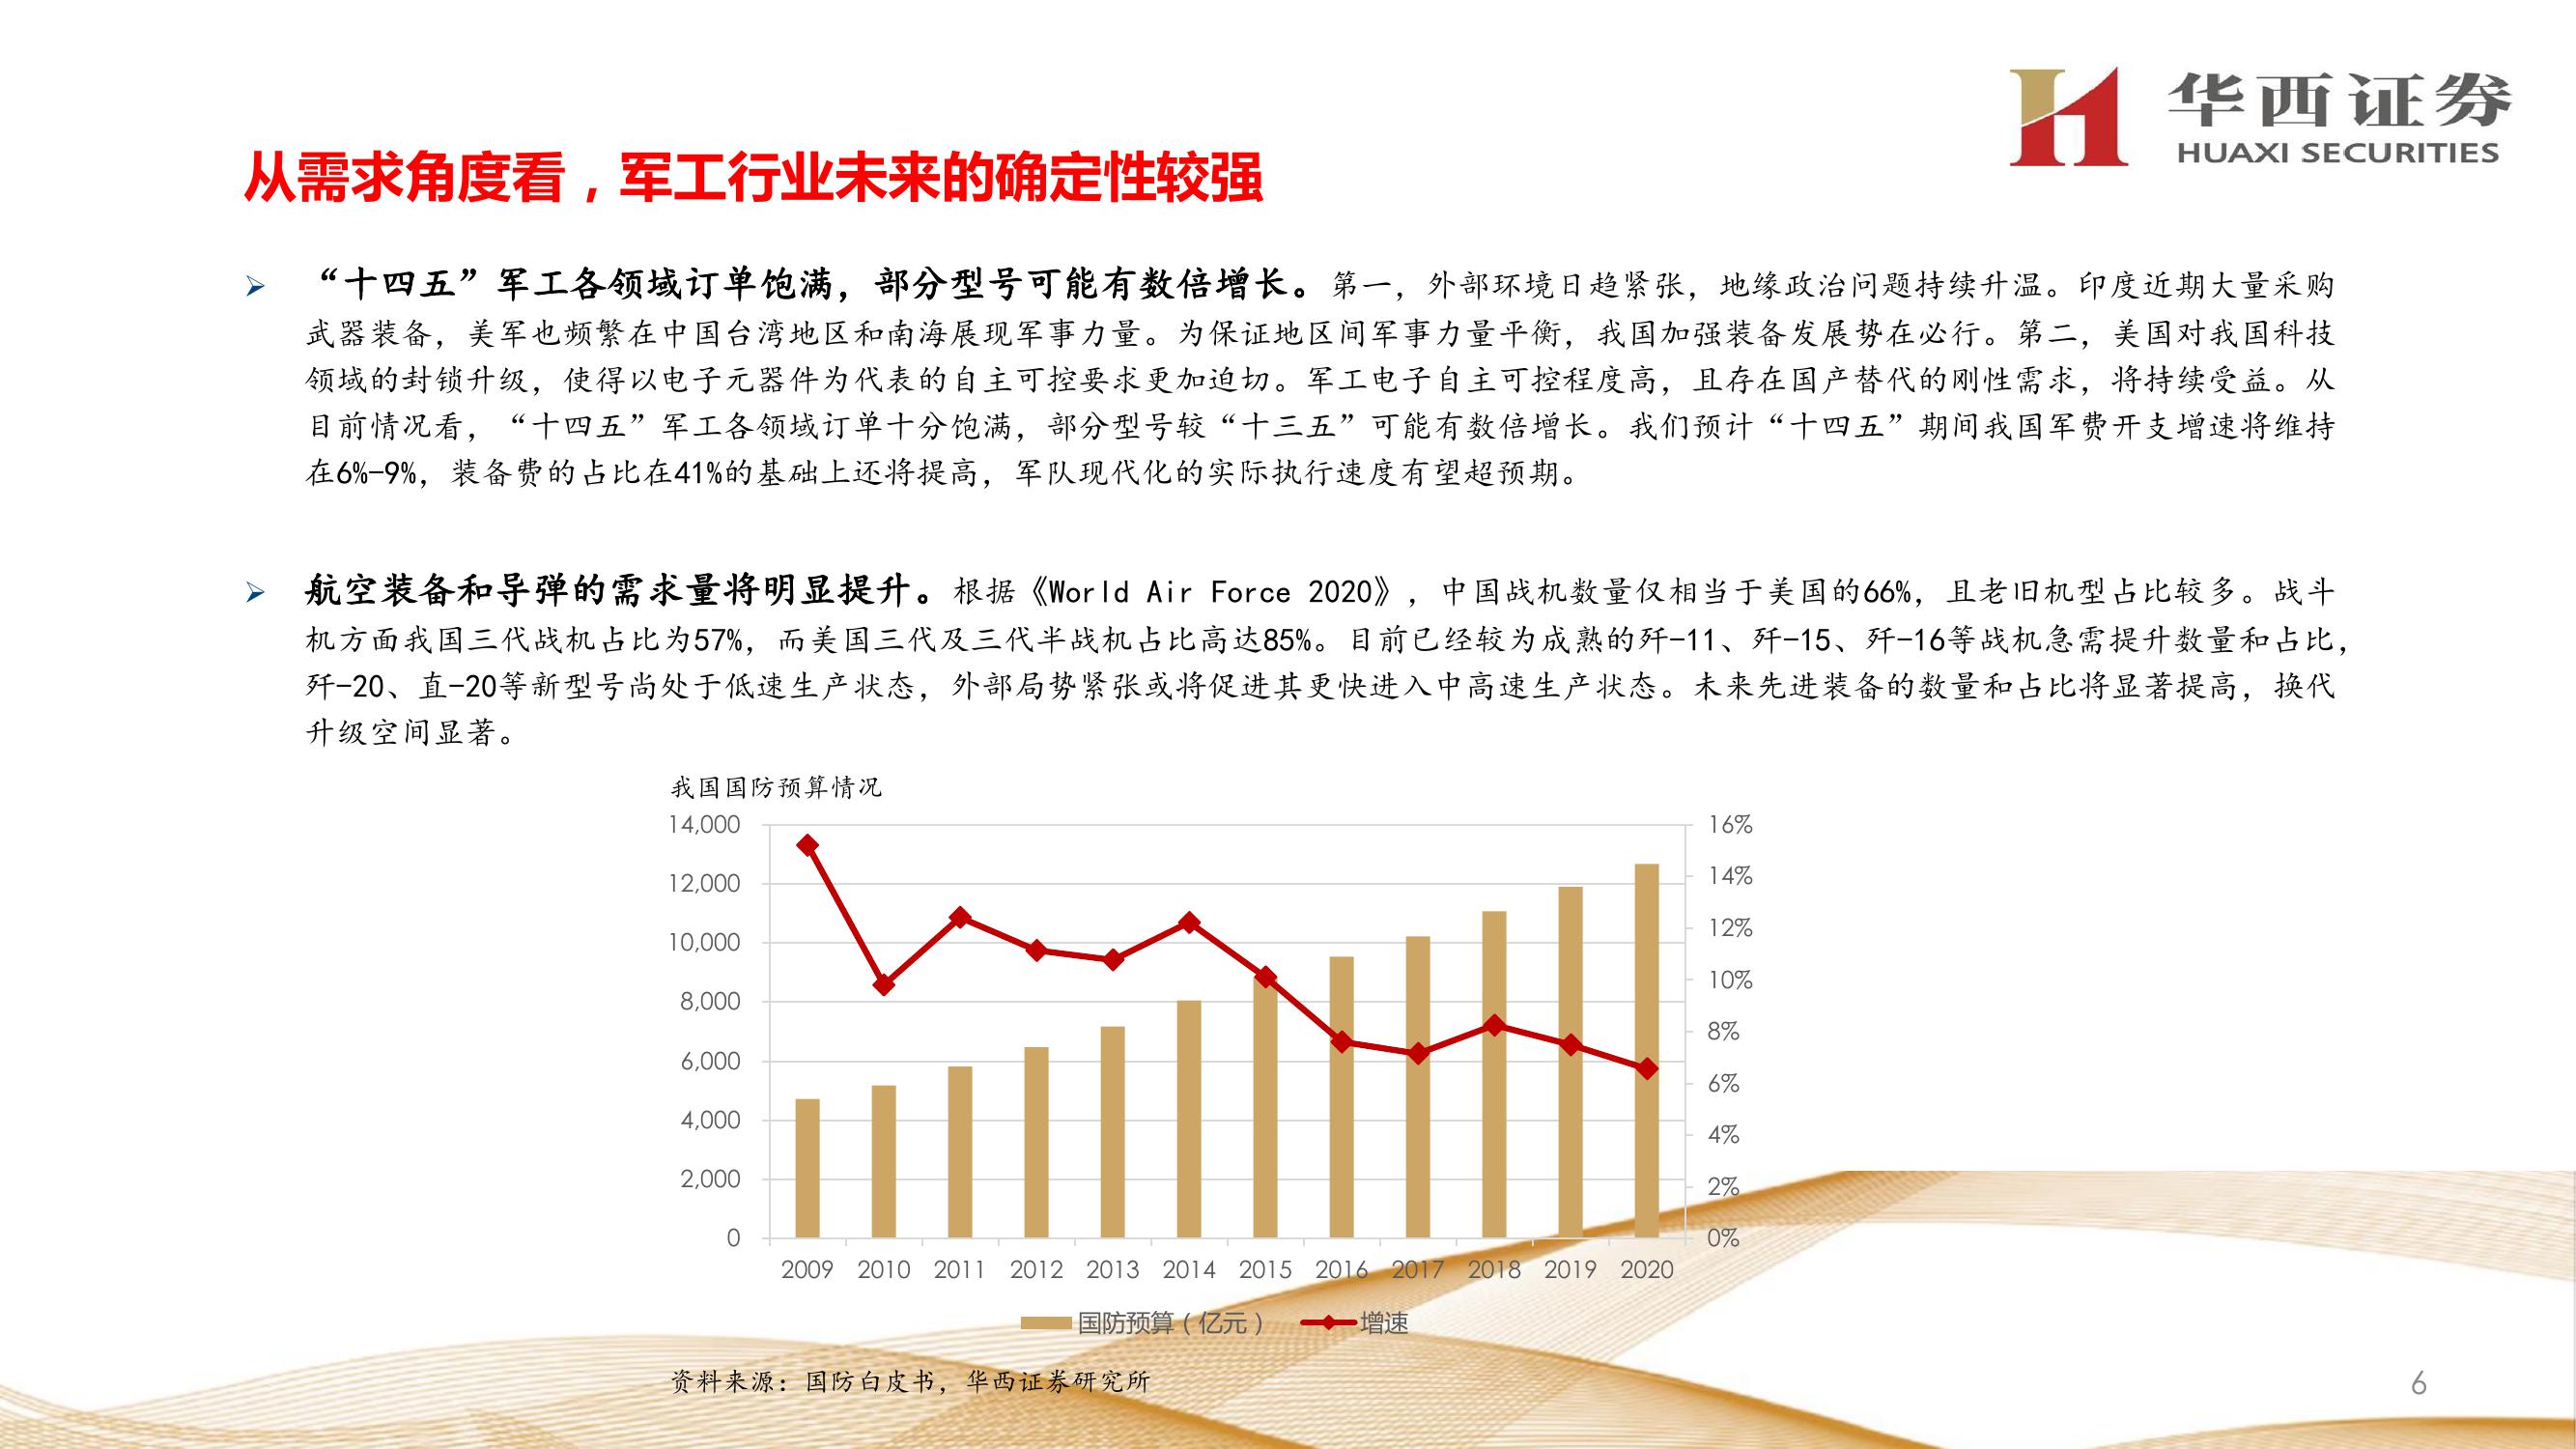 华西证券
HUAXI SECURITIES
从需求角度看，军工行业未来的确定性较强
“十四五”军工各领域订单饱满，部分型号可能有数倍增长。第一，外部环境日趋紧张，地缘政治问题持续升温。印度近期大量采购
武器装备，美军也频繁在中国台湾地区和南海展现军事力量。为保证地区间军事力量平衡，我国加强装备发展势在必行。第二，美国对我国科技
领域的封锁升级，使得以电子元器件为代表的自主可控要求更加迫切。军工电子自主可控程度高，且存在国产替代的刚性需求，将持续受益。从
目前情况看，“十四五”军工各领域订单十分饱满，部分型号较“十三五”可能有数倍增长。我们预计“十四五”期间我国军费开支增速将维持
在6%-9%，装备费的占比在41%的基础上还将提高，军队现代化的实际执行速度有望超预期。
航空装备和导弹的需求量将明显提升。根据《World Air Force 2020》，中国战机数量仅相当于美国的66%，且老旧机型占比较多。战斗
机方面我国三代战机占比为57%，而美国三代及三代半战机占比高达85%。目前已经较为成熟的歼-11、歼-15、歼-16等战机急需提升数量和占比，
歼-20、直-20等新型号尚处于低速生产状态，外部局势紧张或将促进其更快进入中高速生产状态。未来先进装备的数量和占比将显著提高，换代
升级空间显著。
我国国防预算情况
14,000 16%
12,000 14%
10,000 12%
8,000 10%
6,000 8%
4,000 6%
2,000 4%
0 2%
0%
2009 2010 2011 2012 2013 2014 2015 2016 2017 2018 2019 2020
国防预算（亿元） 增速
资料来源：国防白皮书，华西证券研究所
6